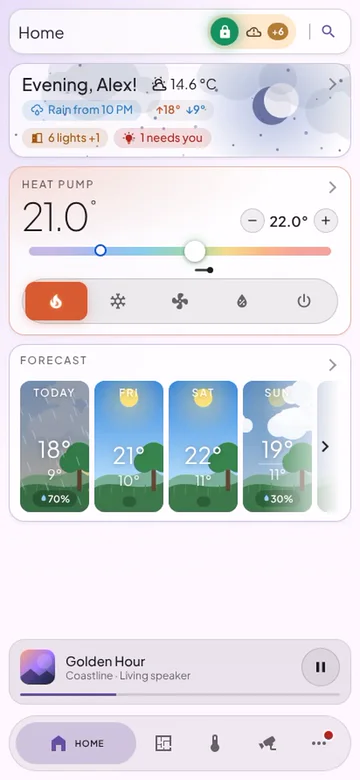 Home
+6
Evening, Alex! 14.6 °C
Rain from 10 PM ↑18° ↓9°
6 lights +1 1 needs you
HEAT PUMP
21.0°
22.0°
FORECAST
TODAY FRI SAT SUN
18° 21° 22° 19°
9° 10° 11° 11°
70% 30%
Golden Hour
Coastline · Living speaker
HOME